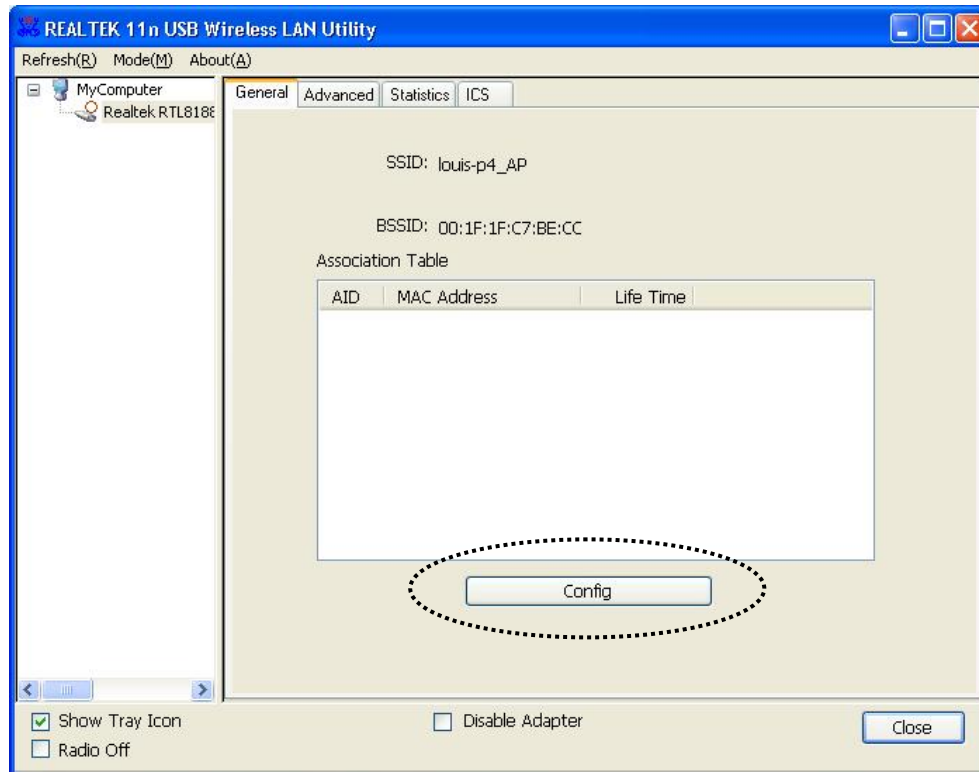 REALTEK 11n USB Wireless LAN Utility
Refresh(R) Mode(M) About(A)
MyComputer
Realtek RTL8188
General Advanced Statistics ICS
SSID: louis-p4_AP
BSSID: 00:1F:1F:C7:BE:CC
Association Table
AID MAC Address Life Time
Config
Show Tray Icon Disable Adapter
Radio Off
Close